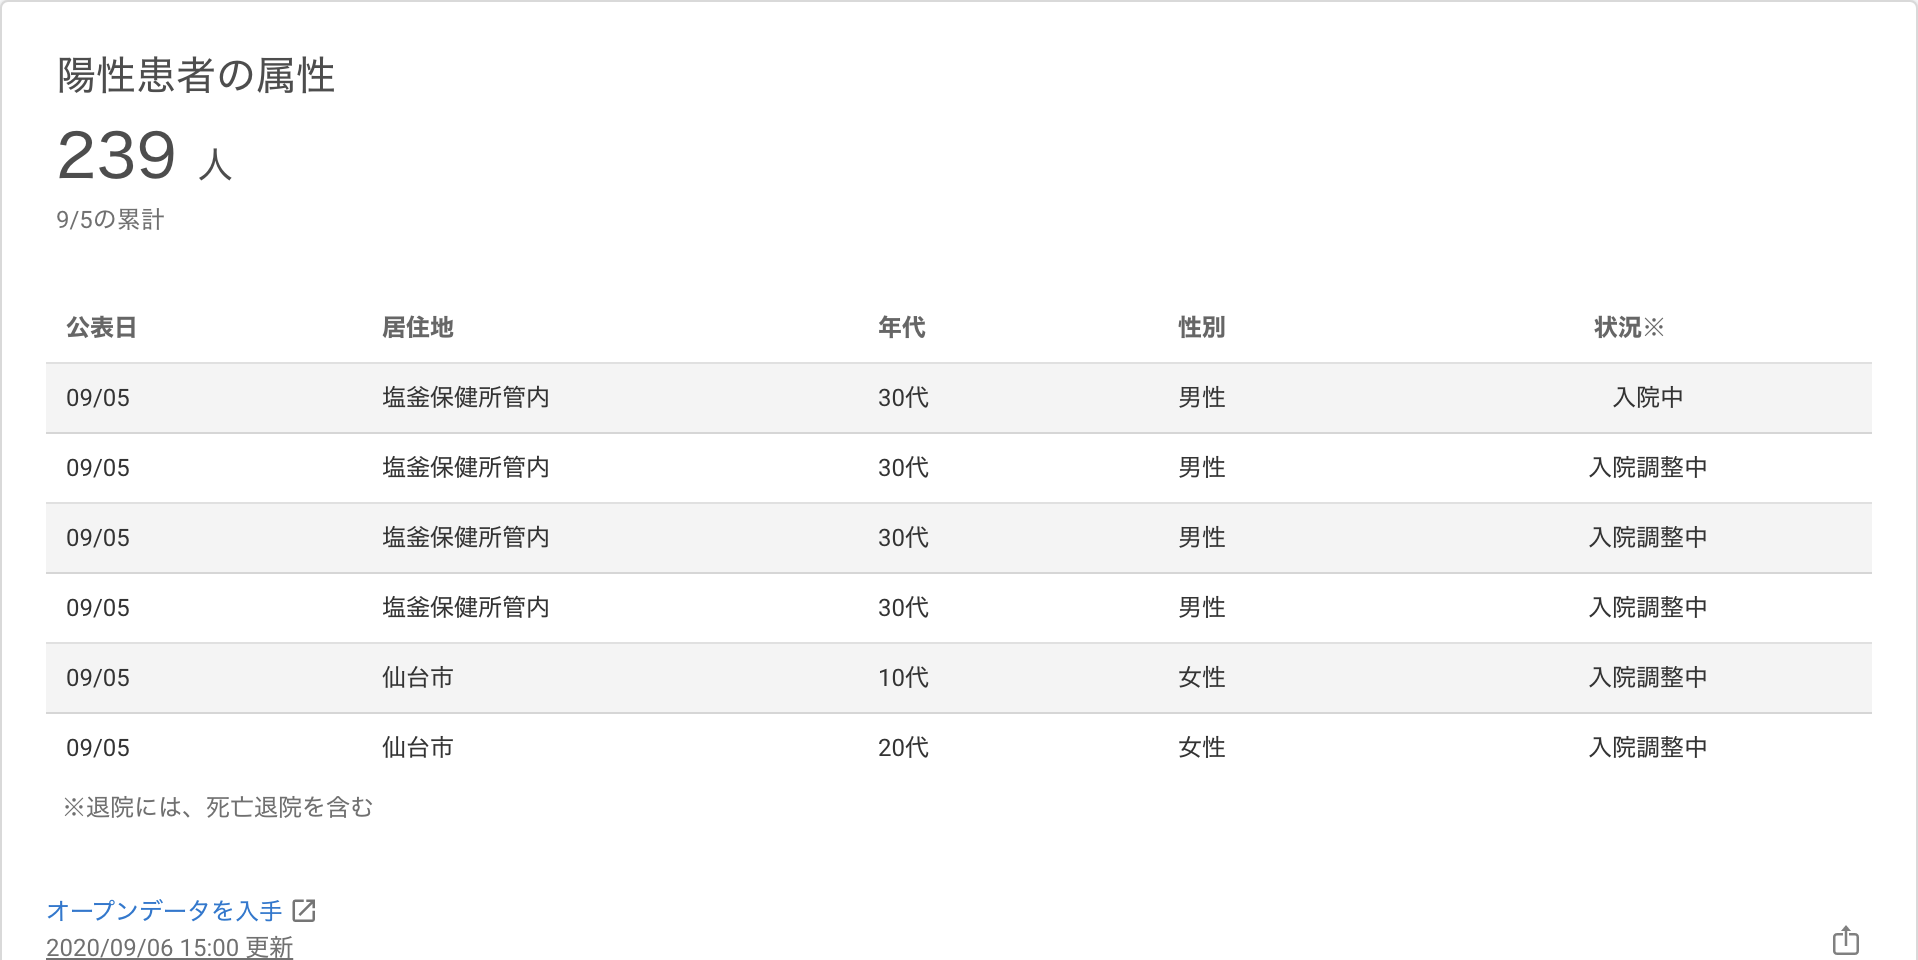 陽性患者の属性
239 人
9/5の累計
公表日 居住地 年代 性別 状況※
09/05 塩釜保健所管内 30代 男性 入院中
09/05 塩釜保健所管内 30代 男性 入院調整中
09/05 塩釜保健所管内 30代 男性 入院調整中
09/05 塩釜保健所管内 30代 男性 入院調整中
09/05 仙台市 10代 女性 入院調整中
09/05 仙台市 20代 女性 入院調整中
※退院には、死亡退院を含む
オープンデータを入手
2020/09/06 15:00 更新